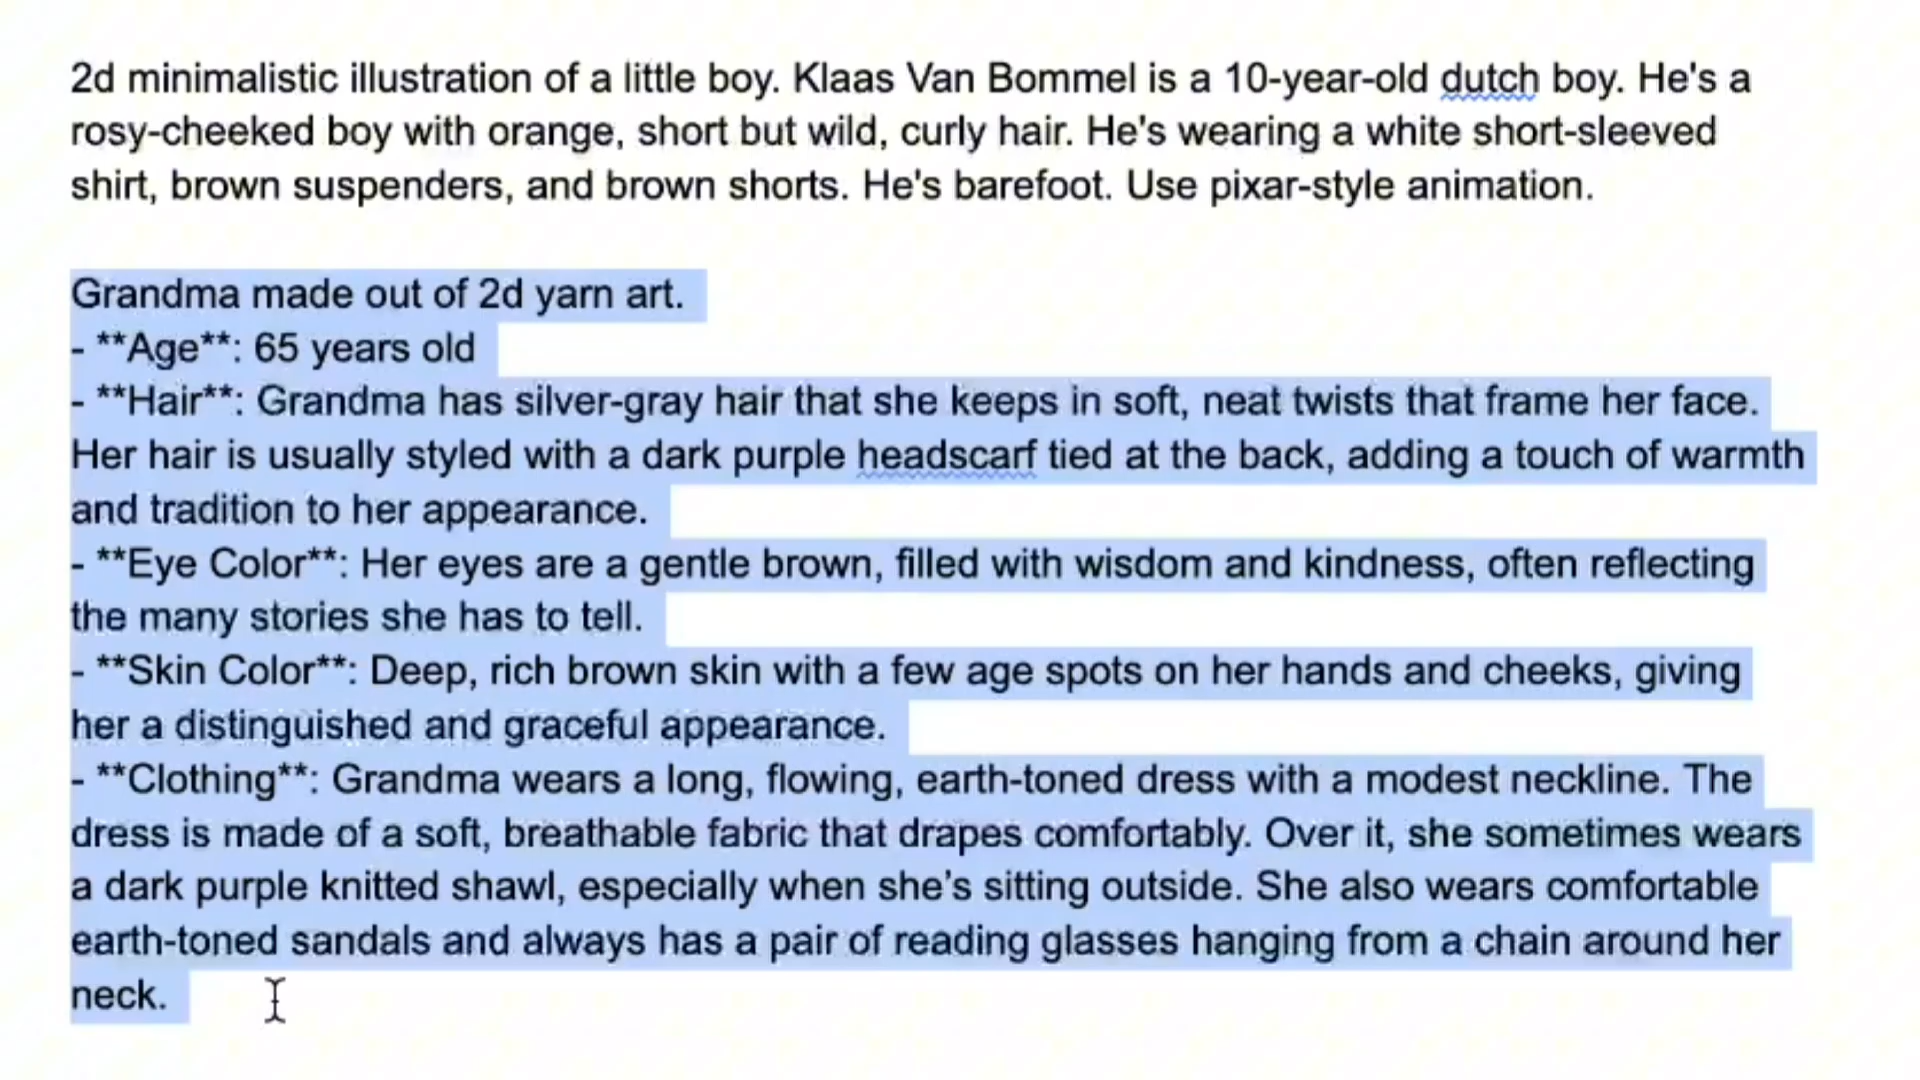 2d minimalistic illustration of a little boy. Klaas Van Bommel is a 10-year-old dutch boy. He's a
rosy-cheeked boy with orange, short but wild, curly hair. He's wearing a white short-sleeved
shirt, brown suspenders, and brown shorts. He's barefoot. Use pixar-style animation.
Grandma made out of 2d yarn art.
- **Age**: 65 years old
- **Hair**: Grandma has silver-gray hair that she keeps in soft, neat twists that frame her face.
Her hair is usually styled with a dark purple headscarf tied at the back, adding a touch of warmth
and tradition to her appearance.
- **Eye Color**: Her eyes are a gentle brown, filled with wisdom and kindness, often reflecting
the many stories she has to tell.
- **Skin Color**: Deep, rich brown skin with a few age spots on her hands and cheeks, giving
her a distinguished and graceful appearance.
- **Clothing**: Grandma wears a long, flowing, earth-toned dress with a modest neckline. The
dress is made of a soft, breathable fabric that drapes comfortably. Over it, she sometimes wears
a dark purple knitted shawl, especially when she's sitting outside. She also wears comfortable
earth-toned sandals and always has a pair of reading glasses hanging from a chain around her
neck.